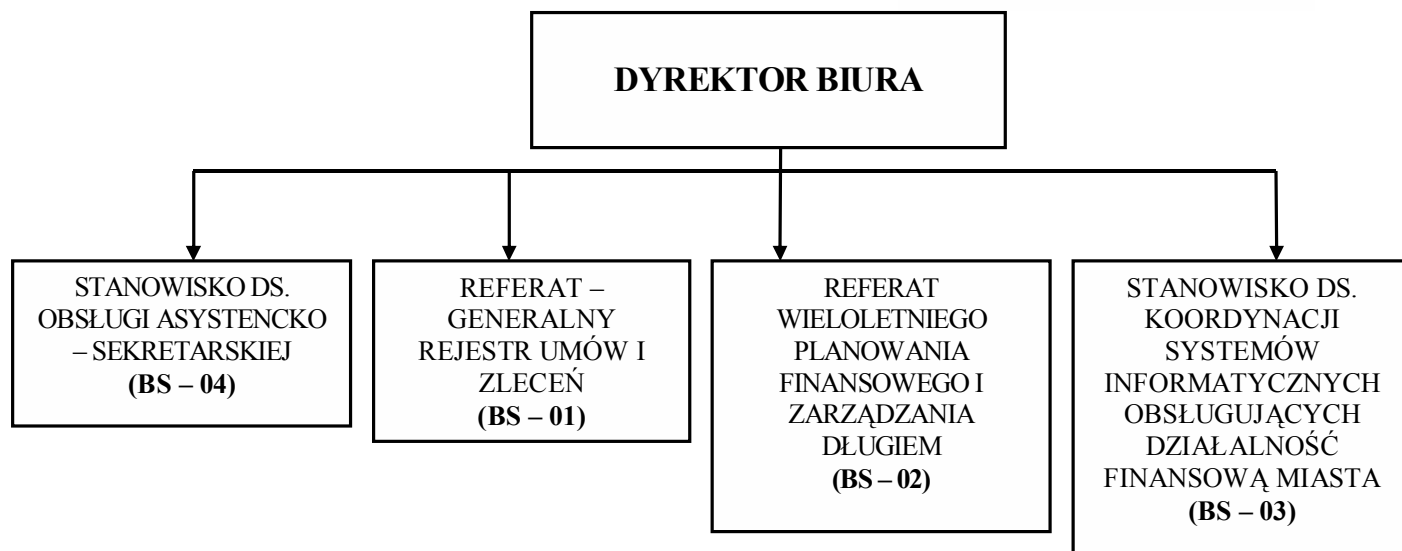 DYREKTOR BIURA
STANOWISKO DS.
OBSŁUGI ASYSTENCKO
– SEKRETARSKIEJ
(BS – 04)
REFERAT –
GENERALNY
REJESTR UMÓW I
ZLECEŃ
(BS – 01)
REFERAT
WIELOLETNIEGO
PLANOWANIA
FINANSOWEGO I
ZARZĄDZANIA
DŁUGIEM
(BS – 02)
STANOWISKO DS.
KOORDYNACJI
SYSTEMÓW
INFORMATYCZNYCH
OBSŁUGUJĄCYCH
DZIAŁALNOŚĆ
FINANSOWĄ MIASTA
(BS – 03)